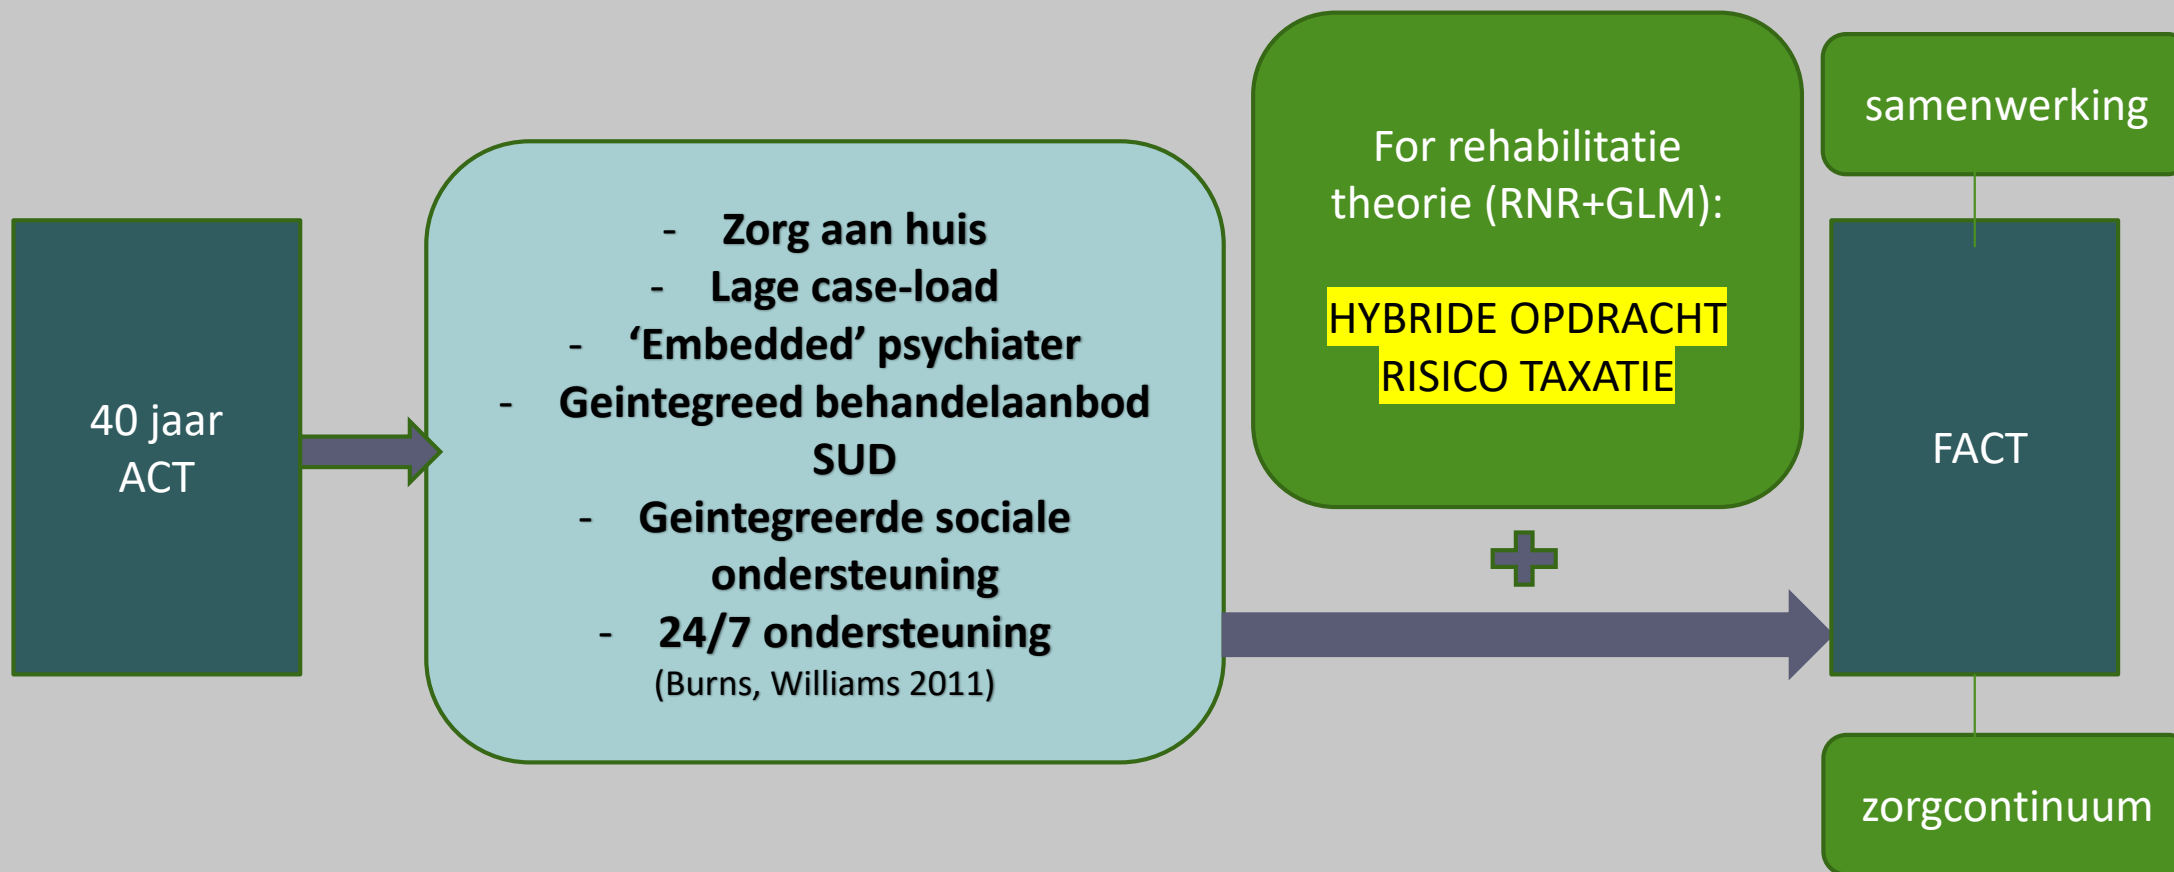 40 jaar
ACT
- Zorg aan huis
- Lage case-load
- ‘Embedded’ psychiater
- Geintegreed behandelaanbod
SUD
- Geintegreerde sociale
ondersteuning
- 24/7 ondersteuning
(Burns, Williams 2011)
For rehabilitatie
theorie (RNR+GLM):
HYBRIDE OPDRACHT
RISICO TAXATIE
samenwerking
FACT
zorgcontinuum